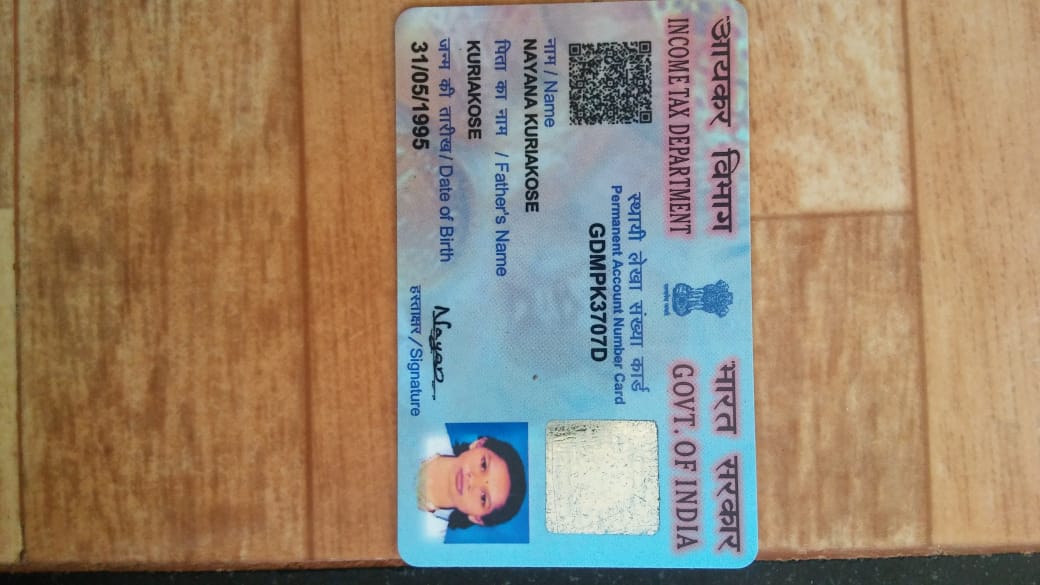 आयकर विभाग
INCOME TAX DEPARTMENT
भारत सरकार
GOVT. OF INDIA
स्थायी लेखा संख्या कार्ड
Permanent Account Number Card
GDMPK3707D
नाम / Name
NAYANA KURIAKOSE
पिता का नाम / Father's Name
KURIAKOSE
जन्म की तारीख / Date of Birth
31/05/1995
Nayana
हस्ताक्षर / Signature